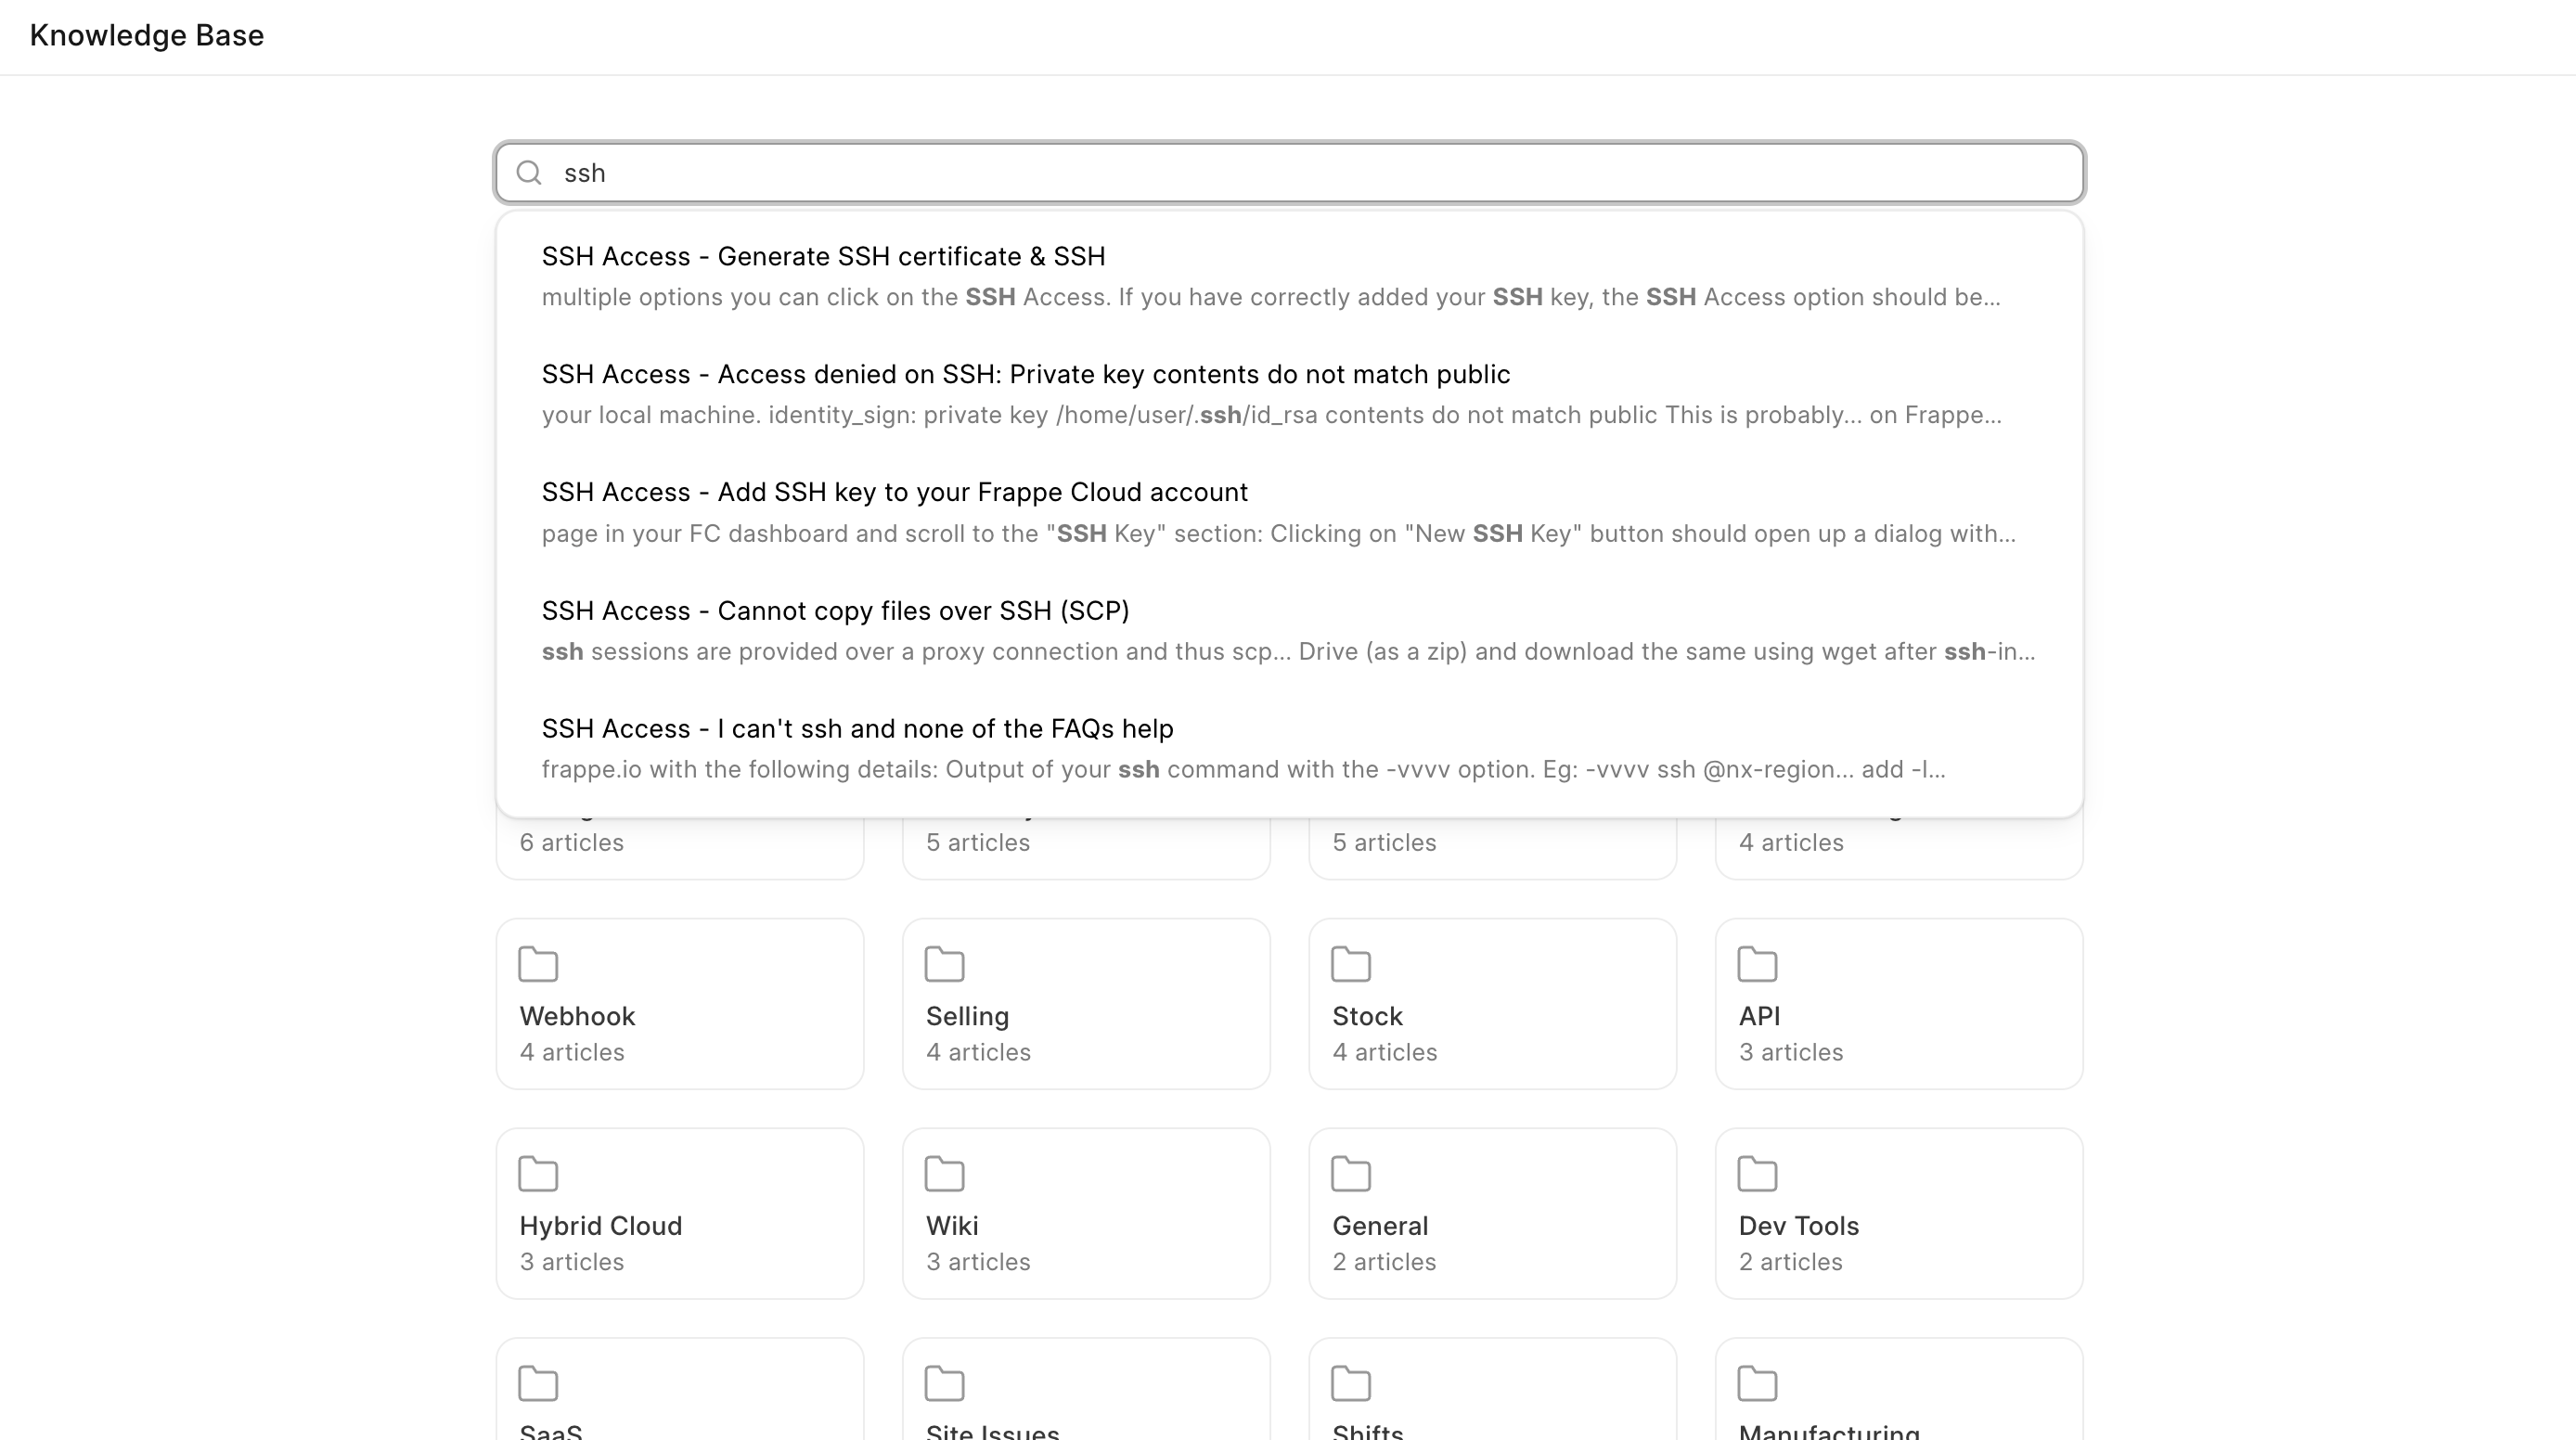 Knowledge Base
ssh
SSH Access - Generate SSH certificate & SSH
multiple options you can click on the SSH Access. If you have correctly added your SSH key, the SSH Access option should be...
SSH Access - Access denied on SSH: Private key contents do not match public
your local machine. identity_sign: private key /home/user/.ssh/id_rsa contents do not match public This is probably... on Frappe...
SSH Access - Add SSH key to your Frappe Cloud account
page in your FC dashboard and scroll to the "SSH Key" section: Clicking on "New SSH Key" button should open up a dialog with...
SSH Access - Cannot copy files over SSH (SCP)
ssh sessions are provided over a proxy connection and thus scp... Drive (as a zip) and download the same using wget after ssh-in...
SSH Access - I can't ssh and none of the FAQs help
frappe.io with the following details: Output of your ssh command with the -vvvv option. Eg: -vvvv ssh @nx-region... add -l...
6 articles 5 articles 5 articles 4 articles
Webhook Selling Stock API
4 articles 4 articles 4 articles 3 articles
Hybrid Cloud Wiki General Dev Tools
3 articles 3 articles 2 articles 2 articles
SaaS Site Issues Shifts Manufacturing